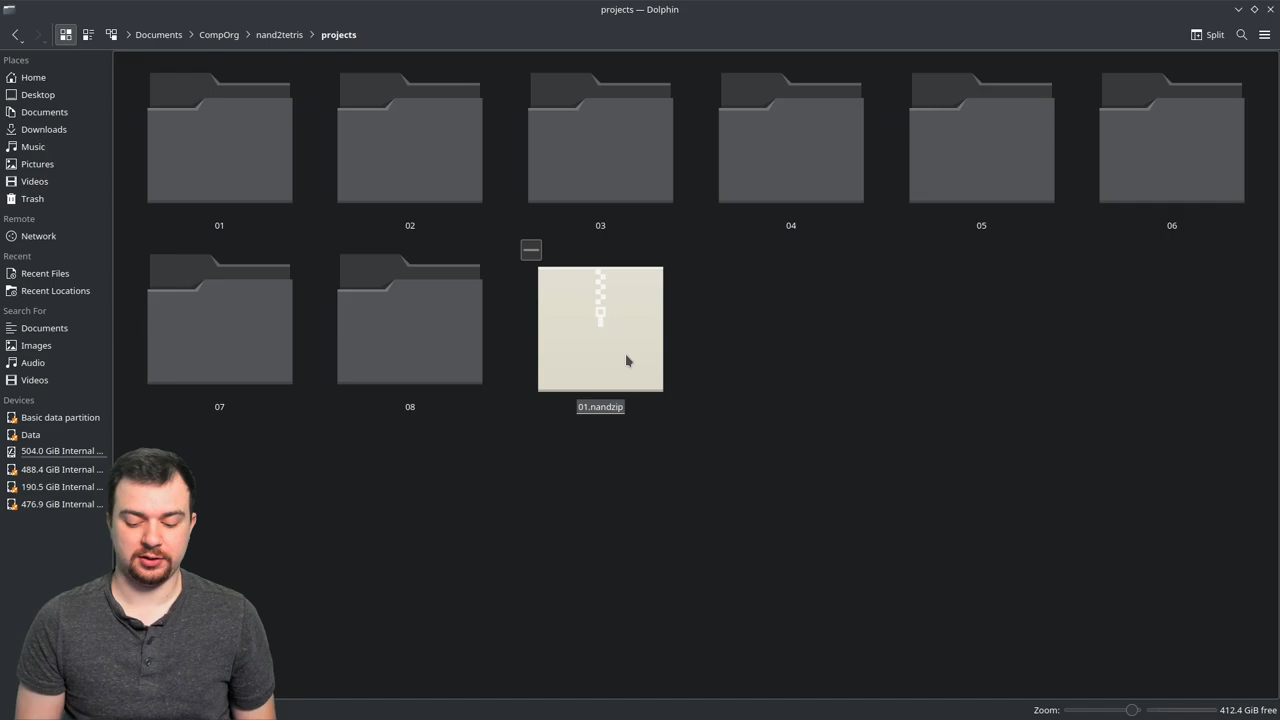 projects — Dolphin
Documents
CompOrg
nand2tetris
projects
Split
Places
Home
Desktop
Documents
Downloads
Music
Pictures
Videos
Trash
Remote
Network
Recent
Recent Files
Recent Locations
Search For
Documents
Images
Audio
Videos
Devices
Basic data partition
Data
504.0 GiB Internal ...
488.4 GiB Internal ...
190.5 GiB Internal ...
476.9 GiB Internal ...
01
02
03
04
05
06
07
08
01.nandzip
Zoom:
412.4 GiB free